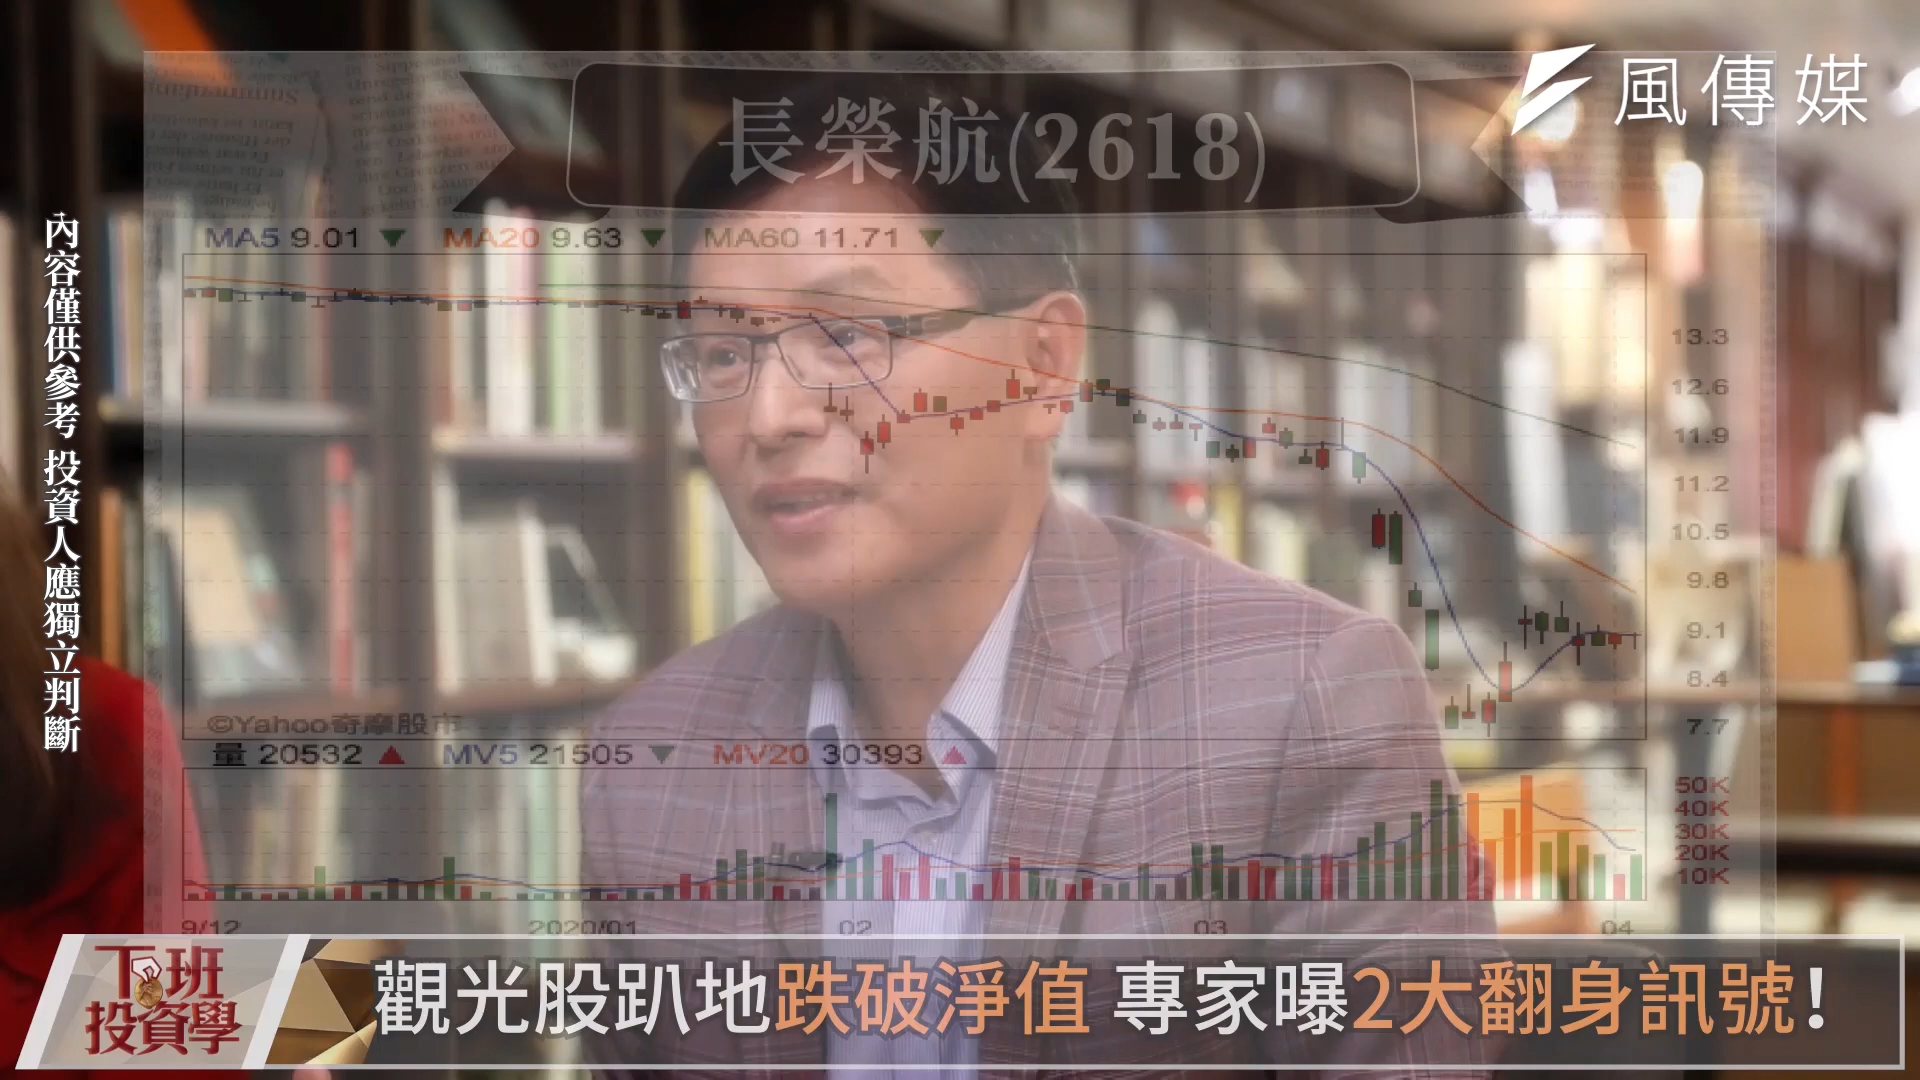 風傳媒
長榮航(2618)
MA5 9.01 ▼ MA20 9.63 ▼ MA60 11.71 ▼
內容僅供參考 投資人應獨立判斷
13.3
12.6
11.9
11.2
10.5
9.8
9.1
8.4
7.7
©Yahoo奇摩股市
量 20532 ▲ MV5 21505 ▼ MV20 30393 ▲
50K
40K
30K
20K
10K
9/12 2020/01 02 03 04
下班
投資學
觀光股趴地跌破淨值 專家曝2大翻身訊號!